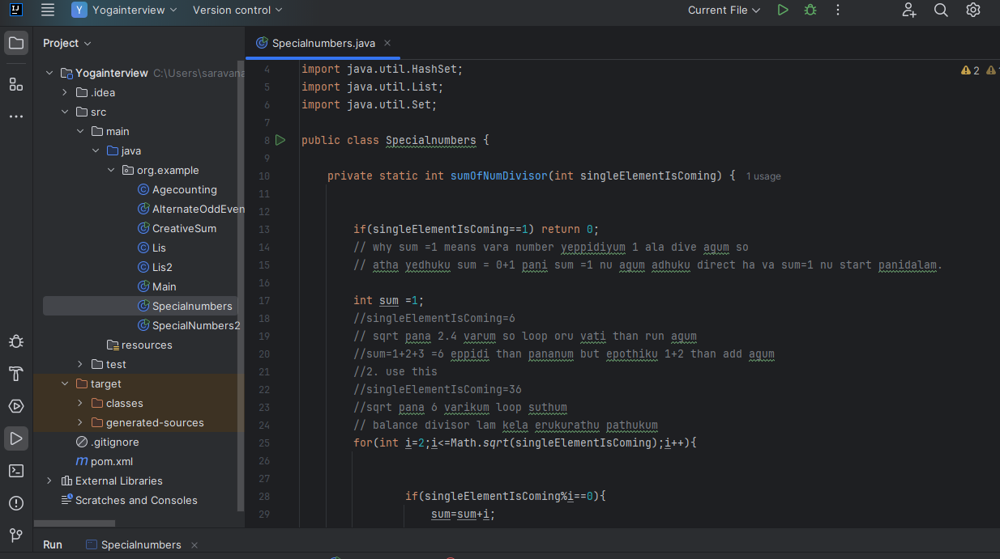 Yogainterview
Version control
Current File
Project
Yogainterview C:\Users\saravana
.idea
src
main
java
org.example
Agecounting
AlternateOddEven
CreativeSum
Lis
Lis2
Main
Specialnumbers
SpecialNumbers2
resources
test
target
classes
generated-sources
.gitignore
pom.xml
External Libraries
Scratches and Consoles
Specialnumbers.java
2
4 import java.util.HashSet;
5 import java.util.List;
6 import java.util.Set;
7
8 public class Specialnumbers {
9
10 private static int sumOfNumDivisor(int singleElementIsComing) { 1 usage
11
12
13 if(singleElementIsComing==1) return 0;
14 // why sum =1 means vara number yeppidiyum 1 ala dive agum so
15 // atha yedhuku sum = 0+1 pani sum =1 nu agum adhuku direct ha va sum=1 nu start panidalam.
16
17 int sum =1;
18 //singleElementIsComing=6
19 // sqrt pana 2.4 varum so loop oru vati than run agum
20 //sum=1+2+3 =6 eppidi than pananum but epothiku 1+2 than add agum
21 //2. use this
22 //singleElementIsComing=36
23 //sqrt pana 6 varikum loop suthum
24 // balance divisor lam kela erukurathu pathukum
25 for(int i=2;i<=Math.sqrt(singleElementIsComing);i++){
26
27
28 if(singleElementIsComing%i==0){
29 sum=sum+i;
Run
Specialnumbers